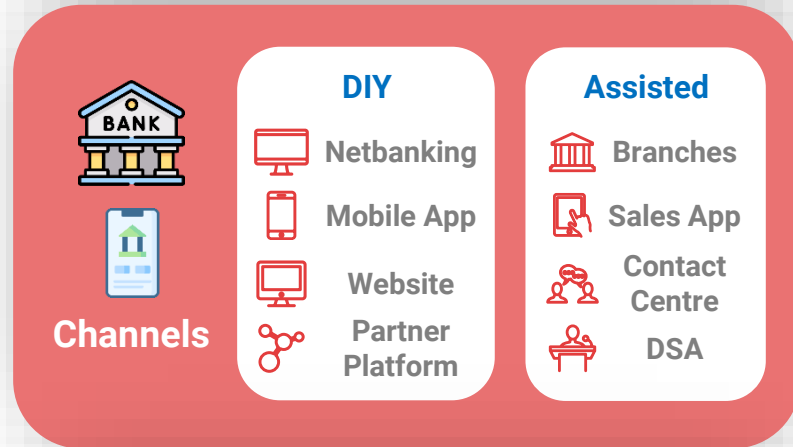 BANK
Channels
DIY
Netbanking
Mobile App
Website
Partner
Platform
Assisted
Branches
Sales App
Contact
Centre
DSA